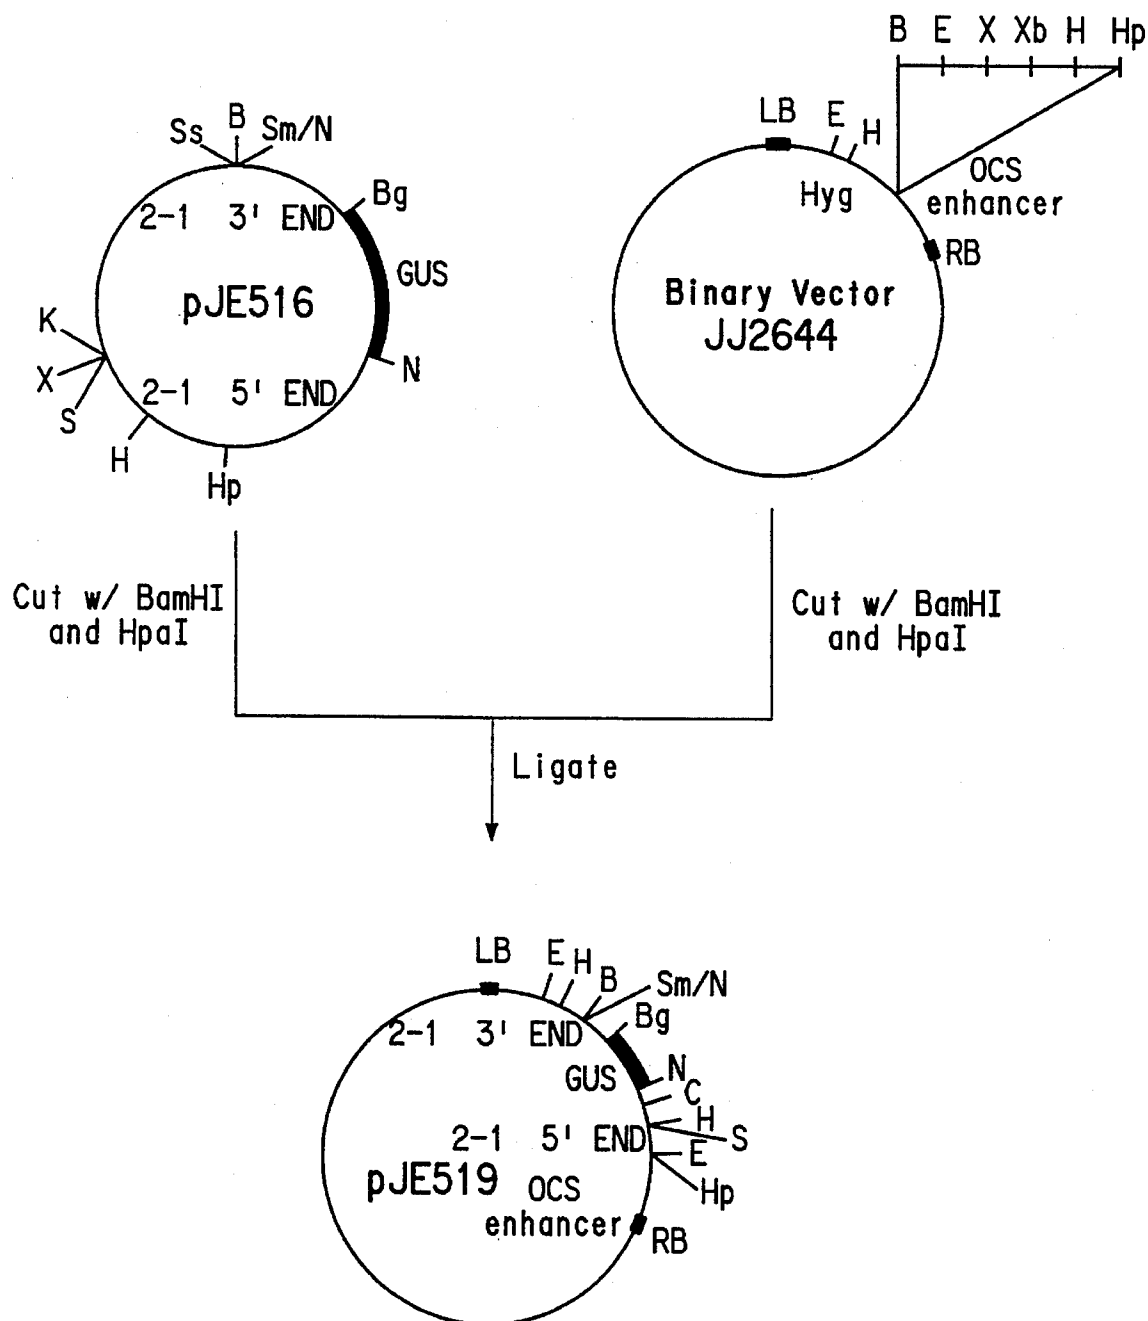 B E X Xb H Hp
Ss B Sm/N
LB E H
Bg
2-1 3' END
Hyg
OCS
enhancer
GUS
RB
pJE516
Binary Vector
JJ2644
K
X
S
N
2-1 5' END
H
Hp
Cut w/ BamHI
and HpaI
Cut w/ BamHI
and HpaI
Ligate
LB E H B Sm/N
2-1 3' END
Bg
GUS
N
C
H
2-1 5' END
S
E
pJE519
OCS
enhancer
Hp
RB